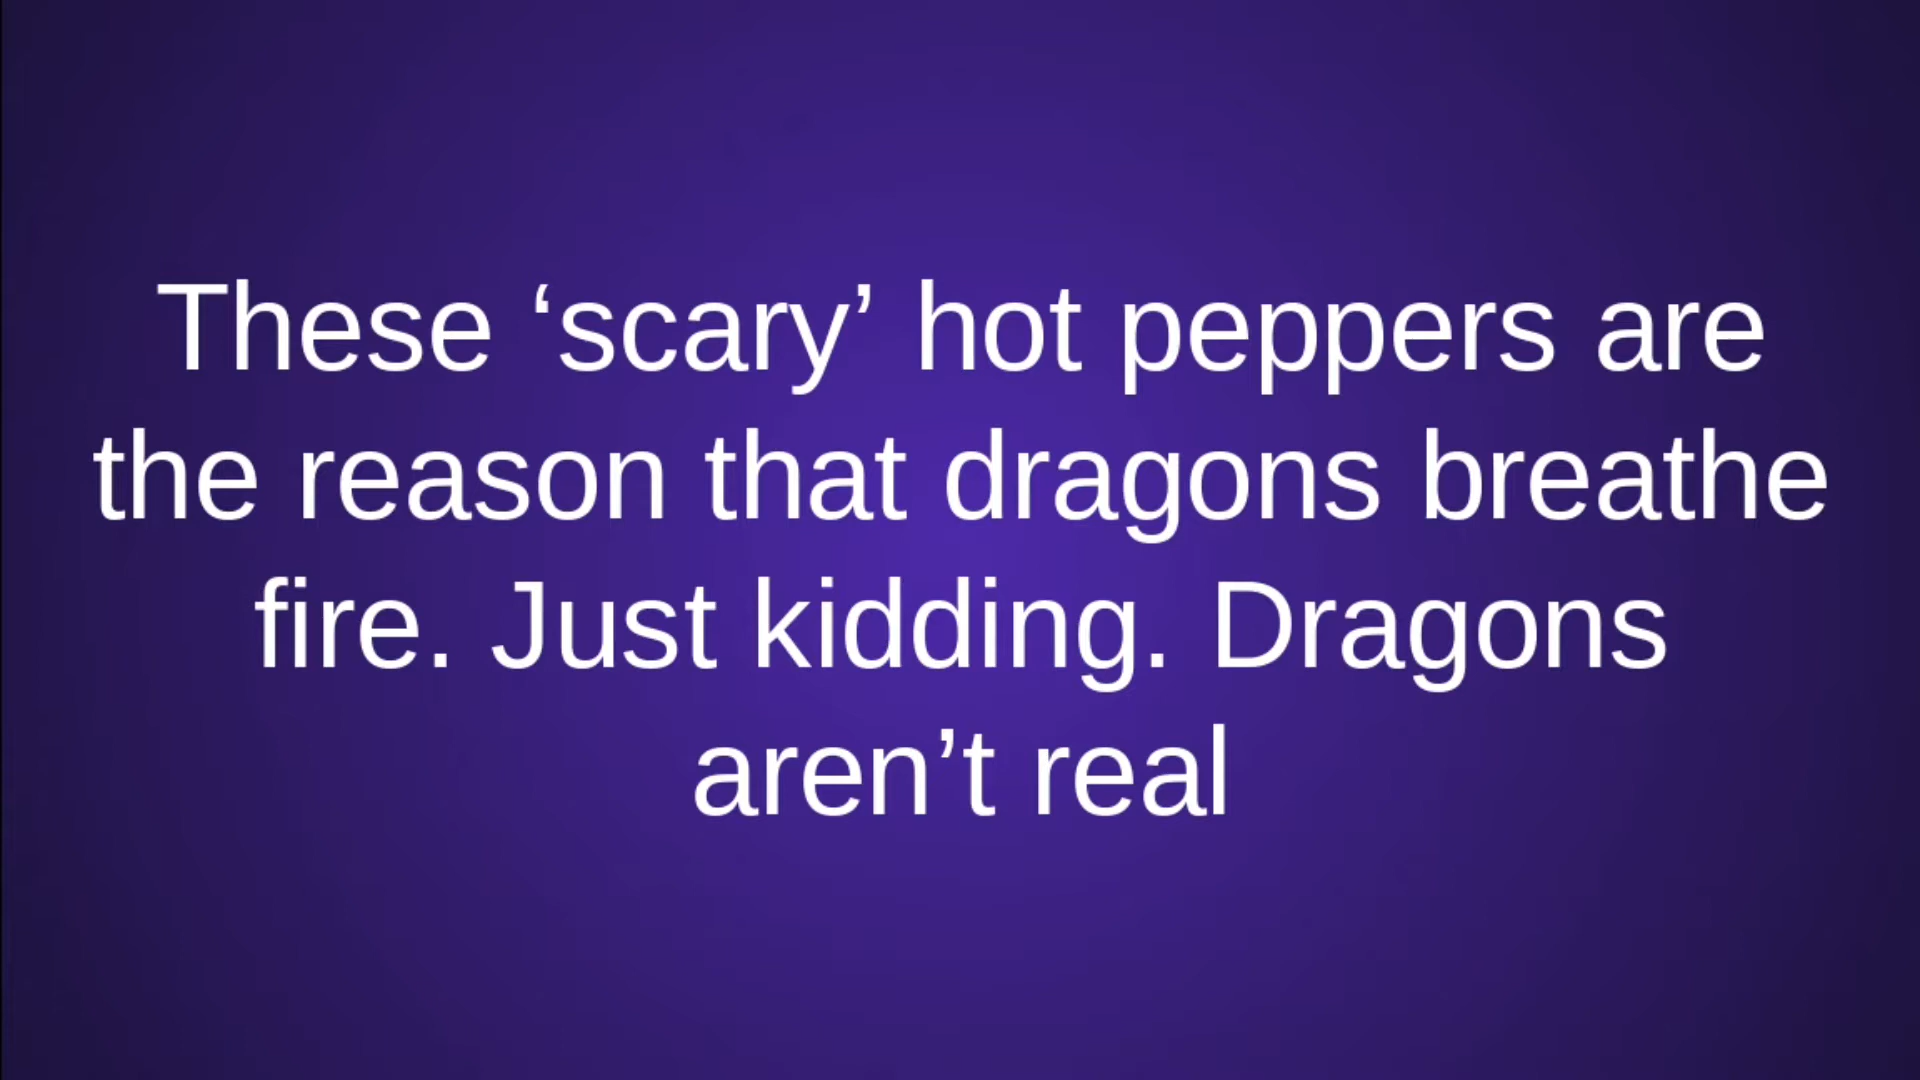 These ‘scary’ hot peppers are
the reason that dragons breathe
fire. Just kidding. Dragons
aren’t real